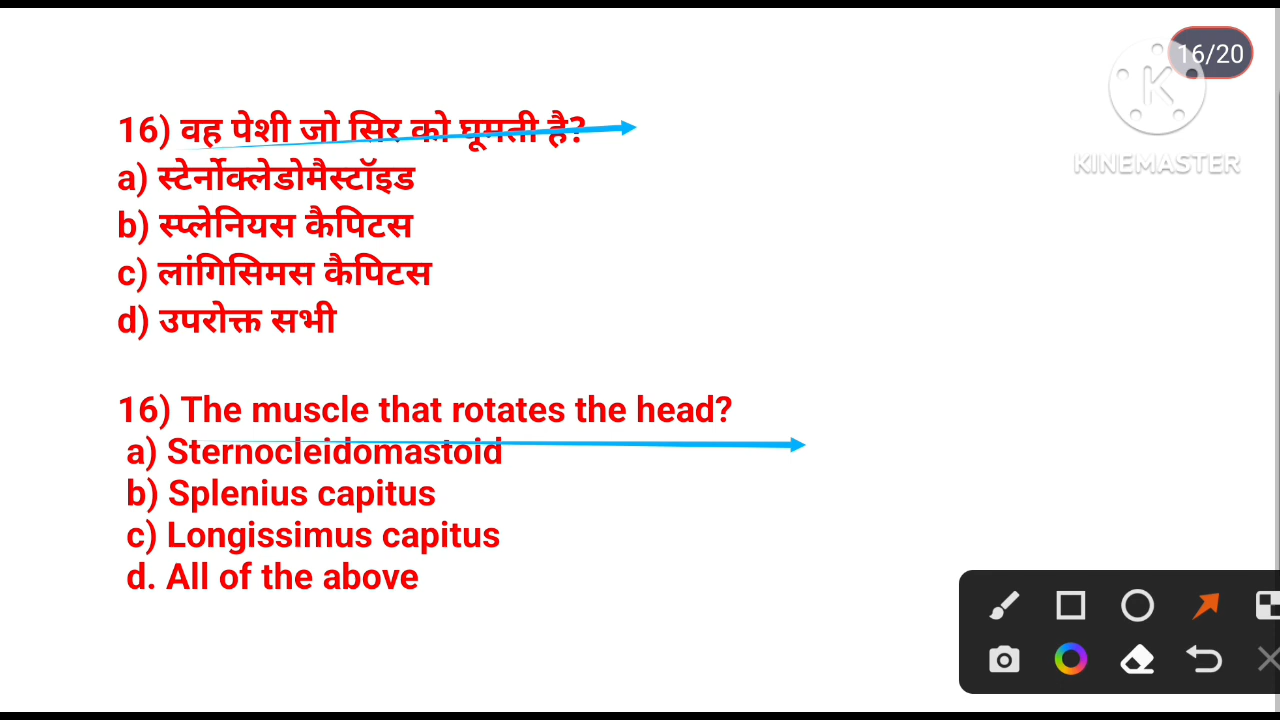 16/20
KINEMASTER
16) वह पेशी जो सिर को घूमती है?
a) स्टेर्नोक्लेडोमैस्टॉइड
b) स्प्लेनियस कैपिटस
c) लांगिसिमस कैपिटस
d) उपरोक्त सभी
16) The muscle that rotates the head?
a) Sternocleidomastoid
b) Splenius capitus
c) Longissimus capitus
d. All of the above